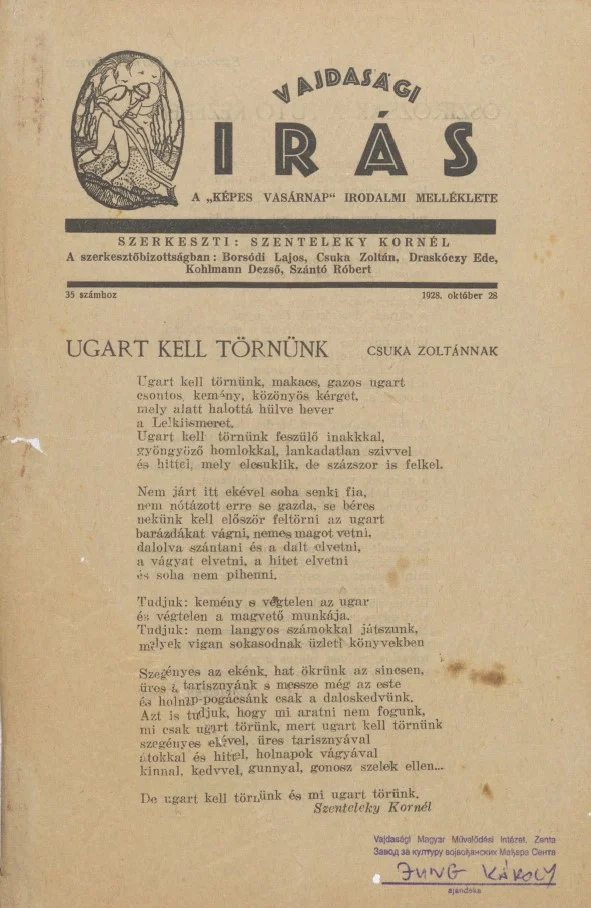 VAJDASÁGI
IRÁS
A „KÉPES VASÁRNAP“ IRODALMI MELLÉKLETE
SZERKESZTI: SZENTELEKY KORNÉL
A szerkesztőbizottságban: Borsódi Lajos, Csuka Zoltán, Draskóczy Ede,
Kohlmann Dezső, Szántó Róbert
35 számhoz 1928. október 28
UGART KELL TÖRNÜNK CSUKA ZOLTÁNNAK
Ugart kell törnünk, makacs, gazos ugart
csontos, kemény, közönyös kérget,
mely alatt halottá hülve hever
a Lelkiismeret.
Ugart kell törnünk feszülő inakkkal,
gyöngyöző homlokkal, lankadatlan szivvel
és hittel, mely elcsuklik, de százszor is felkel.
Nem járt itt ekével soha senki fia,
nem nótázott erre se gazda, se béres
nekünk kell először feltörni az ugart
barázdákat vágni, nemes magot vetni,
dalolva szántani és a dalt elvetni,
a vágyat elvetni, a hitet elvetni
és soha nem pihenni.
Tudjuk: kemény s végtelen az ugar
és végtelen a magvető munkája.
Tudjuk: nem langyos számokkal játszunk,
melyek vigan sokasodnak üzleti könyvekben
Szegényes az ekénk, hat ökrünk az sincsen,
üres a tarisznyánk s messze még az este
és holnap-pogácsánk csak a daloskedvünk.
Azt is tudjuk, hogy mi aratni nem fogunk,
mi csak ugart törünk, mert ugart kell törnünk
szegényes ekével, üres tarisznyával
átokkal és hittel, holnapok vágyával
kinnal, kedvvel, gunnyal, gonosz szelek ellen...
De ugart kell törnünk és mi ugart törünk.
Szenteleky Kornél
Vajdasági Magyar Művelődési Intézet, Zenta
Завод за културу војвођанских Мађара Сента
JUNG KÁROLY
ajándéka